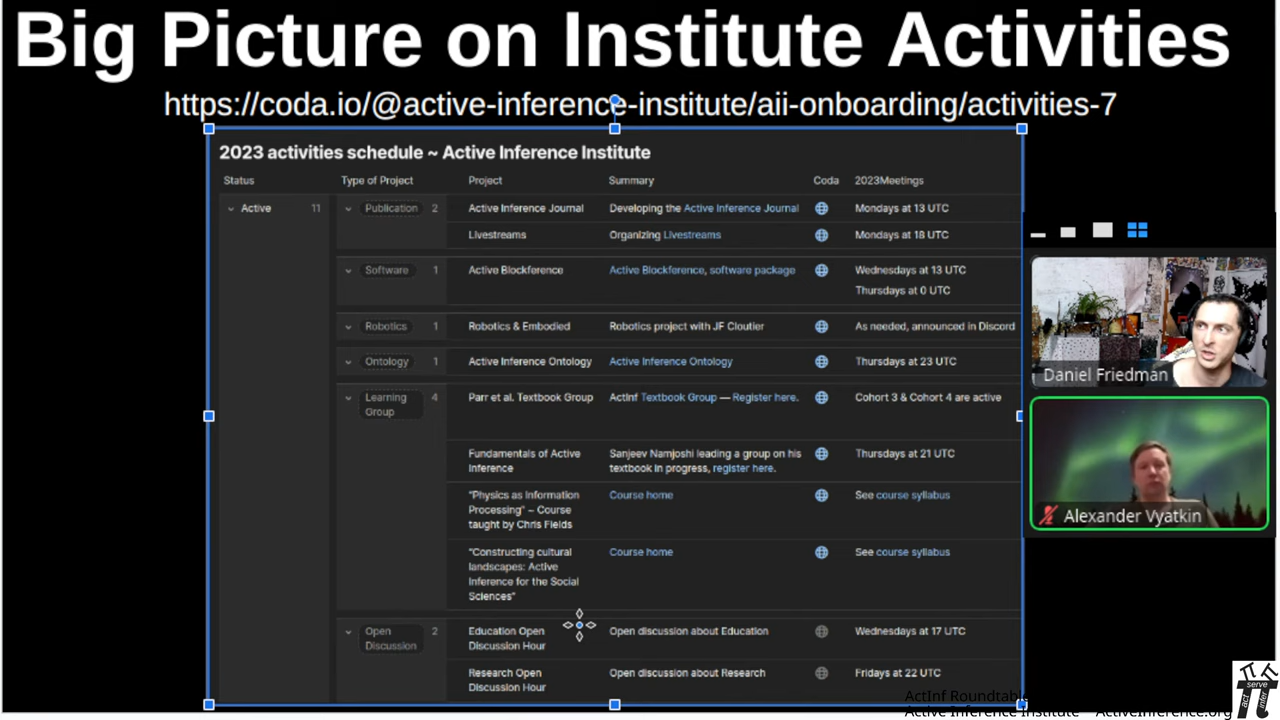 Big Picture on Institute Activities
https://coda.io/@active-inference-institute/aii-onboarding/activities-7
2023 activities schedule ~ Active Inference Institute
Status Type of Project Project Summary Coda 2023Meetings
Active 11 Publication 2 Active Inference Journal Developing the Active Inference Journal Mondays at 13 UTC
Livestreams Organizing Livestreams Mondays at 18 UTC
Software 1 Active Blockference Active Blockference, software package Wednesdays at 13 UTC
Thursdays at 0 UTC
Robotics 1 Robotics & Embodied Robotics project with JF Cloutier As needed, announced in Discord
Ontology 1 Active Inference Ontology Active Inference Ontology Thursdays at 23 UTC
Learning Group 4 Parr et al. Textbook Group ActInf Textbook Group — Register here. Cohort 3 & Cohort 4 are active
Fundamentals of Active Sanjeev Namjoshi leading a group on his Thursdays at 21 UTC
Inference textbook in progress, register here.
"Physics as Information Course home See course syllabus
Processing" – Course
taught by Chris Fields
"Constructing cultural Course home See course syllabus
landscapes: Active
Inference for the Social
Sciences"
Open Discussion 2 Education Open Open discussion about Education Wednesdays at 17 UTC
Discussion Hour
Research Open Open discussion about Research Fridays at 22 UTC
Discussion Hour
Daniel Friedman
Alexander Vyatkin
ActInf Roundtable
Active Inference Institute ~ ActiveInference.org
act serve infer